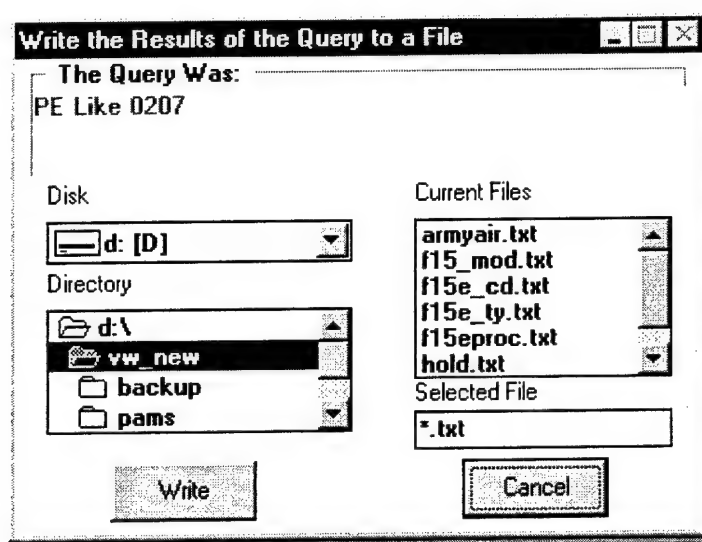 Write the Results of the Query to a File
The Query Was:
PE Like 0207
Disk
d: [D]
Directory
d:\
vw_new
backup
pams
Current Files
armyair.txt
f15_mod.txt
f15e_cd.txt
f15e_ty.txt
f15eproc.txt
hold.txt
Selected File
*.txt
Write
Cancel